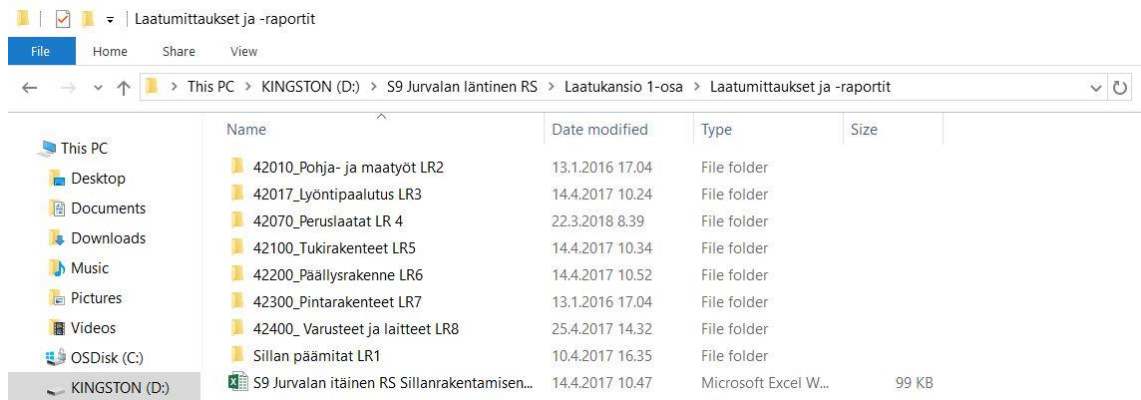 Laatumittaukset ja -raportit
File Home Share View
This PC > KINGSTON (D:) > S9 Jurvalan läntinen RS > Laatukansio 1-osa > Laatumittaukset ja -raportit
Name Date modified Type Size
This PC
Desktop
Documents
Downloads
Music
Pictures
Videos
OSDisk (C:)
KINGSTON (D:)
42010_Pohja- ja maatyöt LR2 13.1.2016 17.04 File folder
42017_Lyöntipaalutus LR3 14.4.2017 10.24 File folder
42070_Peruslaatat LR 4 22.3.2018 8.39 File folder
42100_Tukirakenteet LR5 14.4.2017 10.34 File folder
42200_Päällysrakenne LR6 14.4.2017 10.52 File folder
42300_Pintarakenteet LR7 13.1.2016 17.04 File folder
42400_ Varusteet ja laitteet LR8 25.4.2017 14.32 File folder
Sillan päämitat LR1 10.4.2017 16.35 File folder
S9 Jurvalan itäinen RS Sillanrakentamisen... 14.4.2017 10.47 Microsoft Excel W... 99 KB